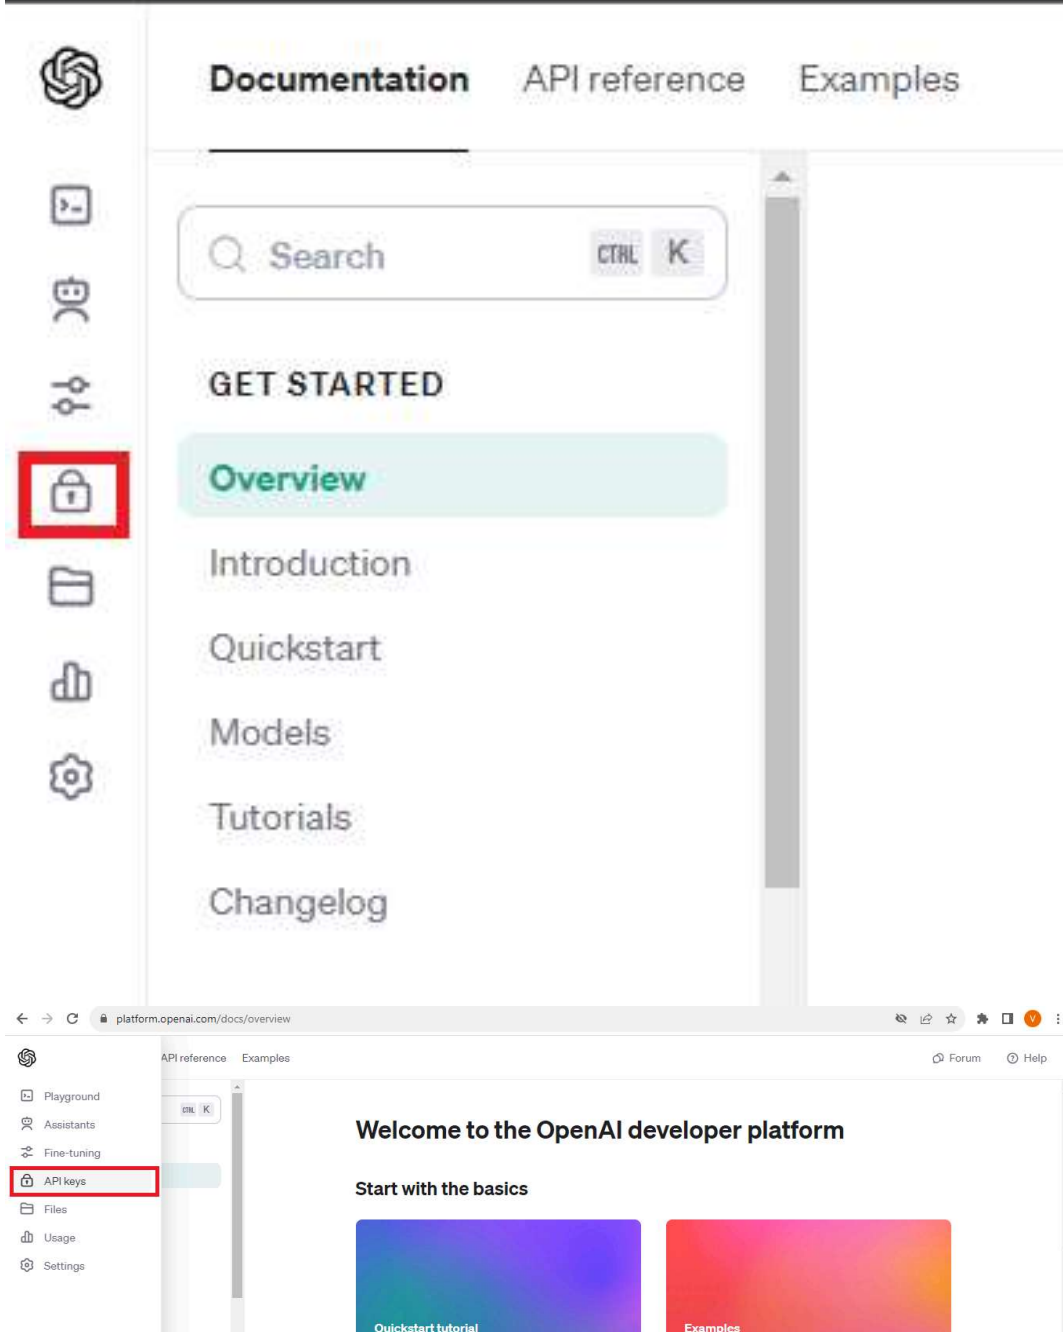 Documentation API reference Examples
Search CTRL K
GET STARTED
Overview
Introduction
Quickstart
Models
Tutorials
Changelog
platform.openai.com/docs/overview V
API reference Examples Forum Help
Playground
CTRL K
Assistants
Welcome to the OpenAI developer platform
Fine-tuning
API keys
Start with the basics
Files
Usage
Settings
Quickstart tutorial Examples